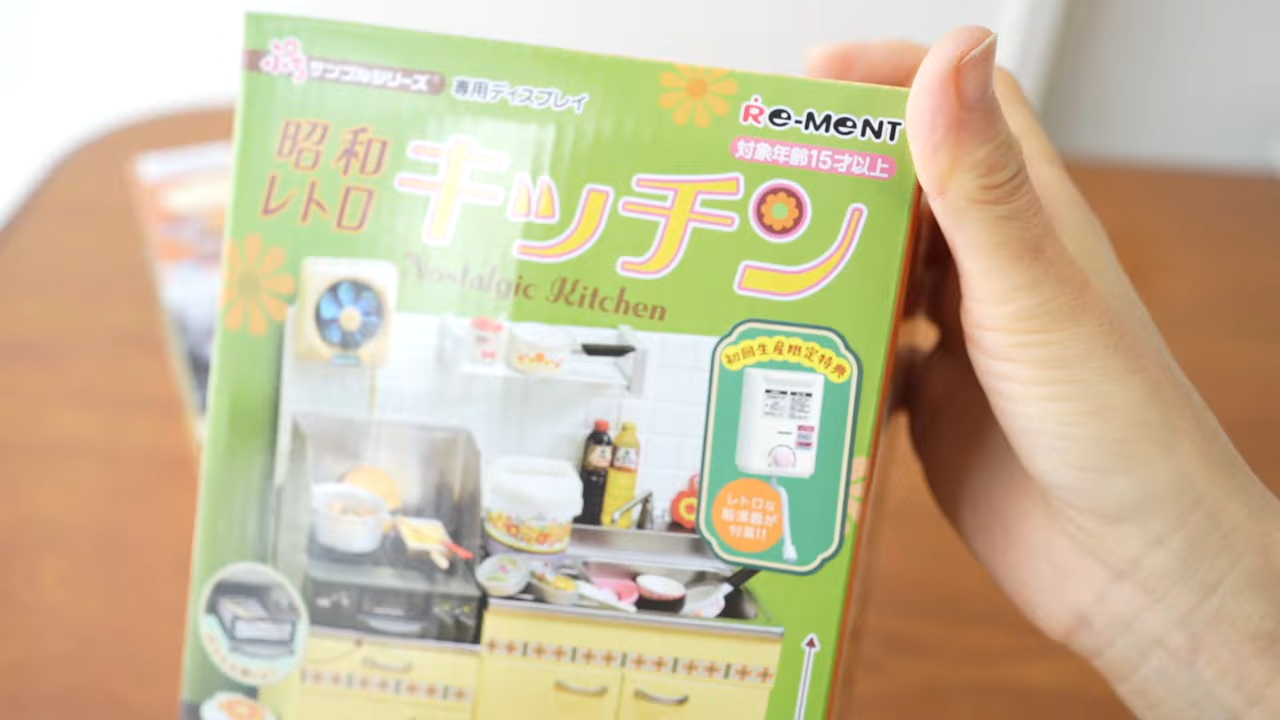 ぷちサンプルシリーズ® 専用ディスプレイ
Re-MeNT
対象年齢15才以上
昭和
レトロ
キッチン
Nostalgic Kitchen
初回生産限定特典
レトロな
給湯器が
付属!!